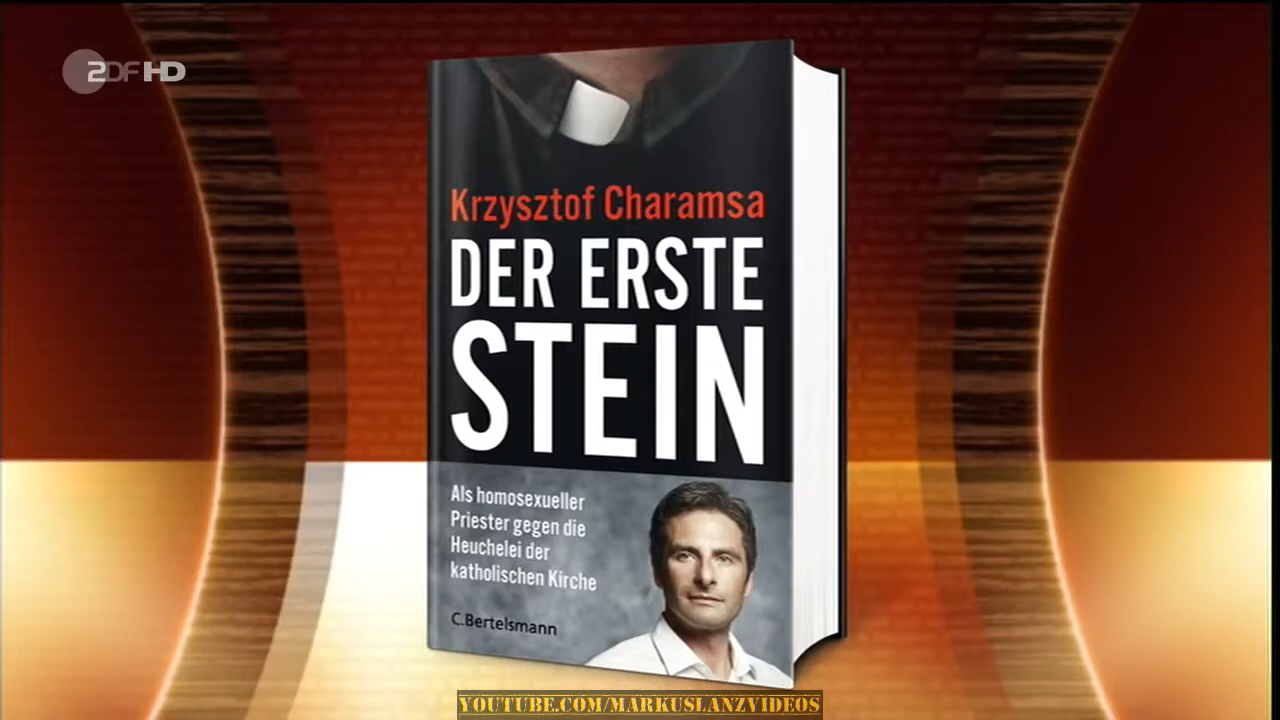 ZDF HD
Krzysztof Charamsa
DER ERSTE
STEIN
Als homosexueller
Priester gegen die
Heuchelei der
katholischen Kirche
C.Bertelsmann
YOUTUBE.COM/MARKUSLANZVIDEOS